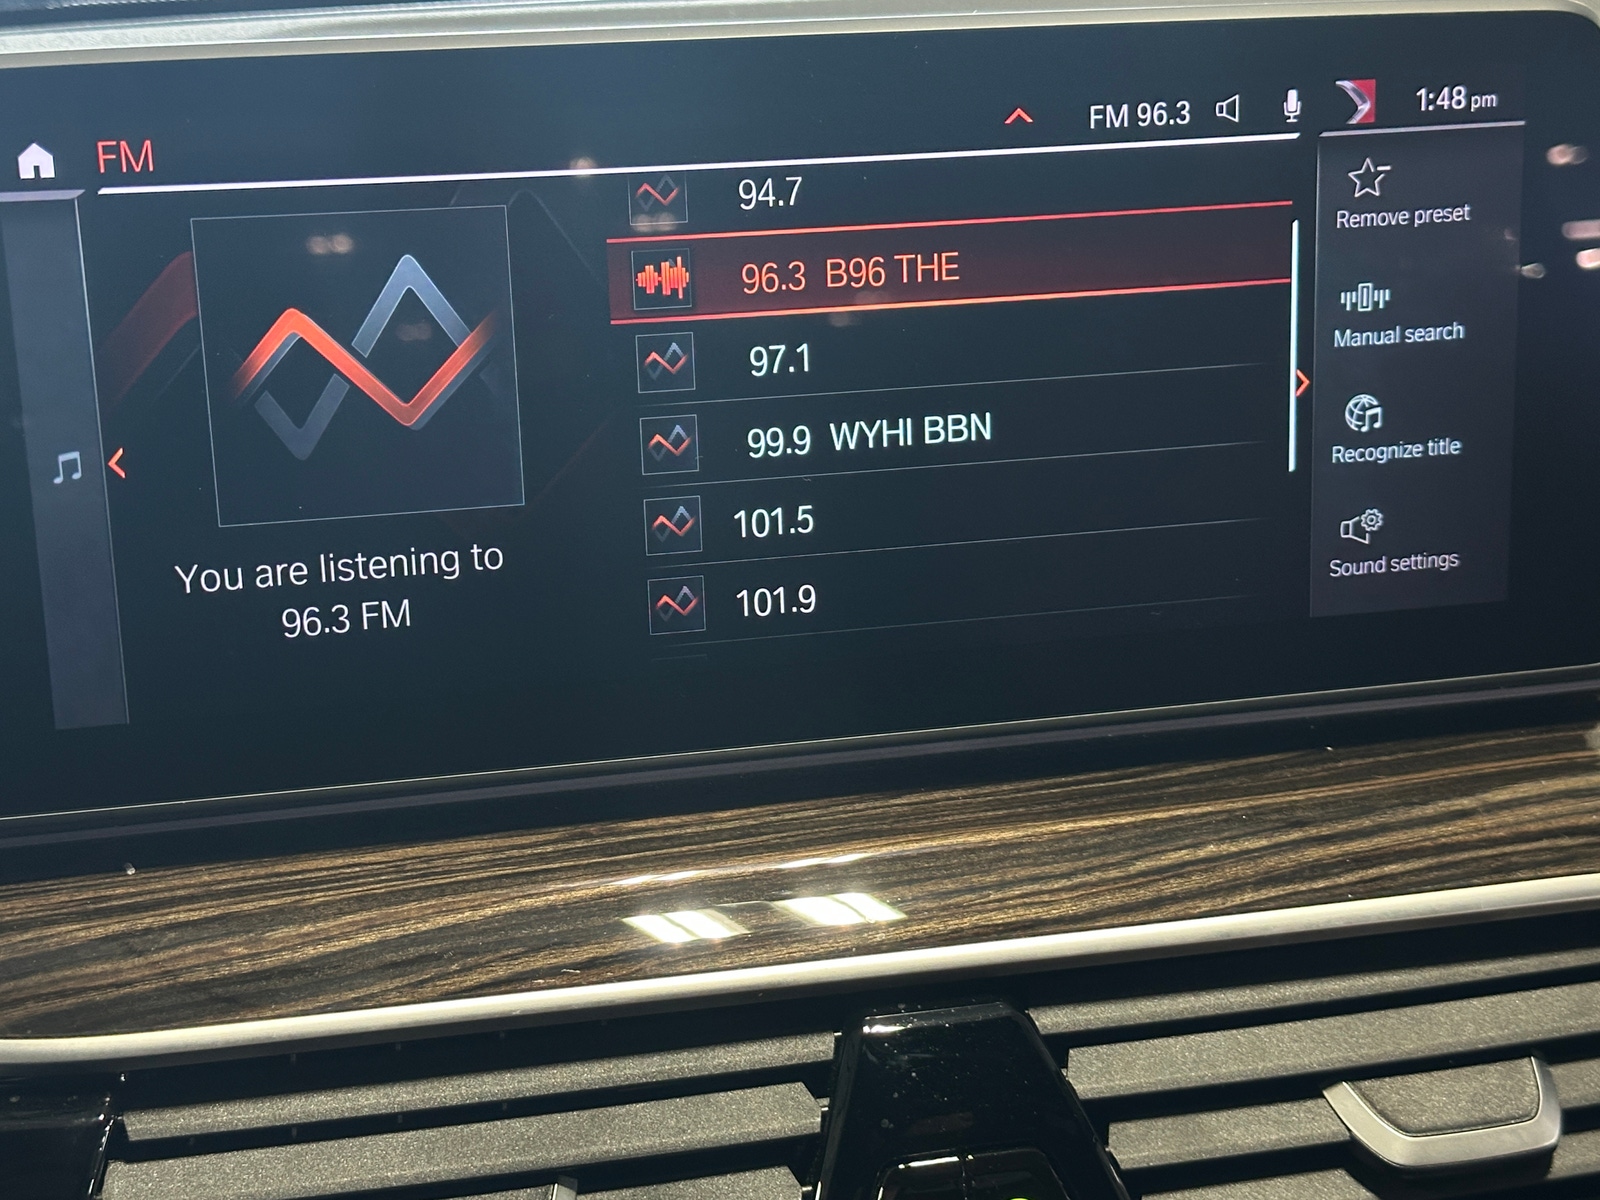 FM 96.3
1:48 pm
FM
94.7
96.3 B96 THE
97.1
99.9 WYHI BBN
101.5
101.9
You are listening to
96.3 FM
Remove preset
Manual search
Recognize title
Sound settings